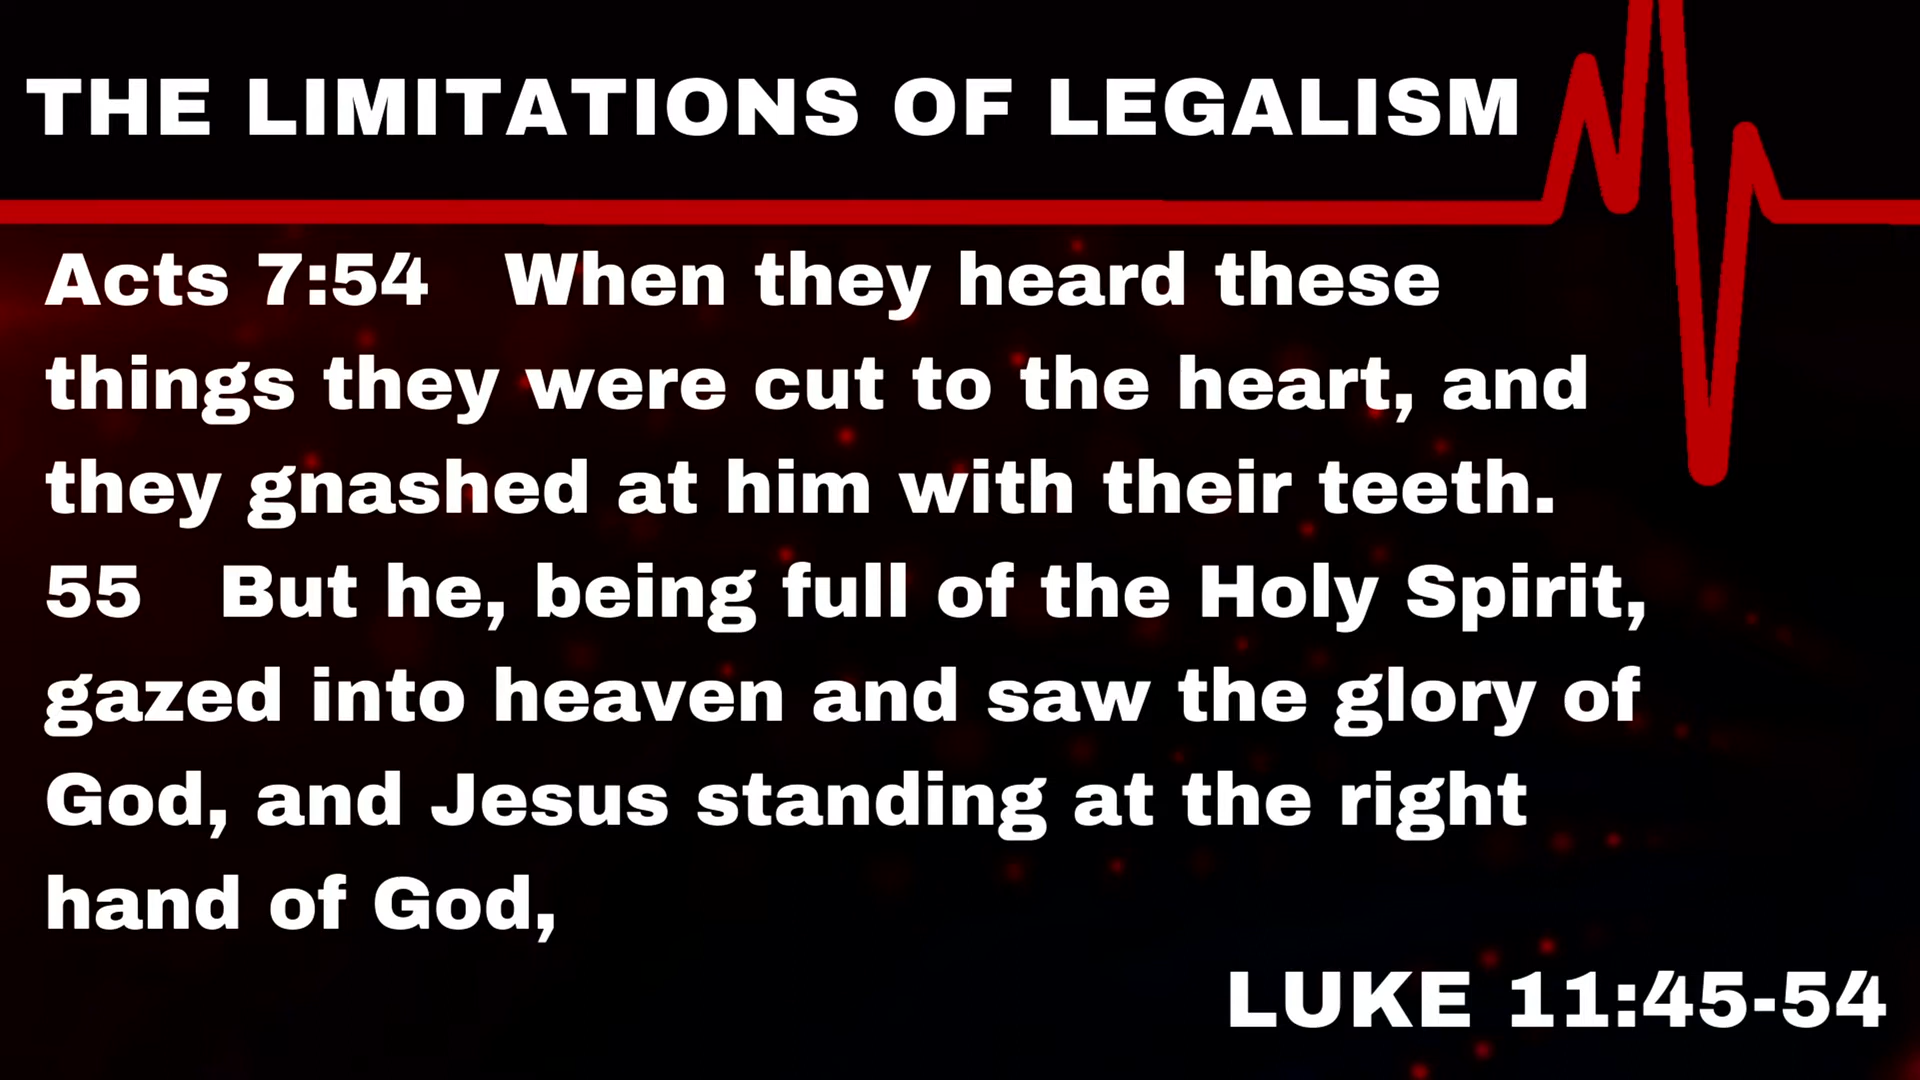 THE LIMITATIONS OF LEGALISM
Acts 7:54 When they heard these
things they were cut to the heart, and
they gnashed at him with their teeth.
55 But he, being full of the Holy Spirit,
gazed into heaven and saw the glory of
God, and Jesus standing at the right
hand of God,
LUKE 11:45-54